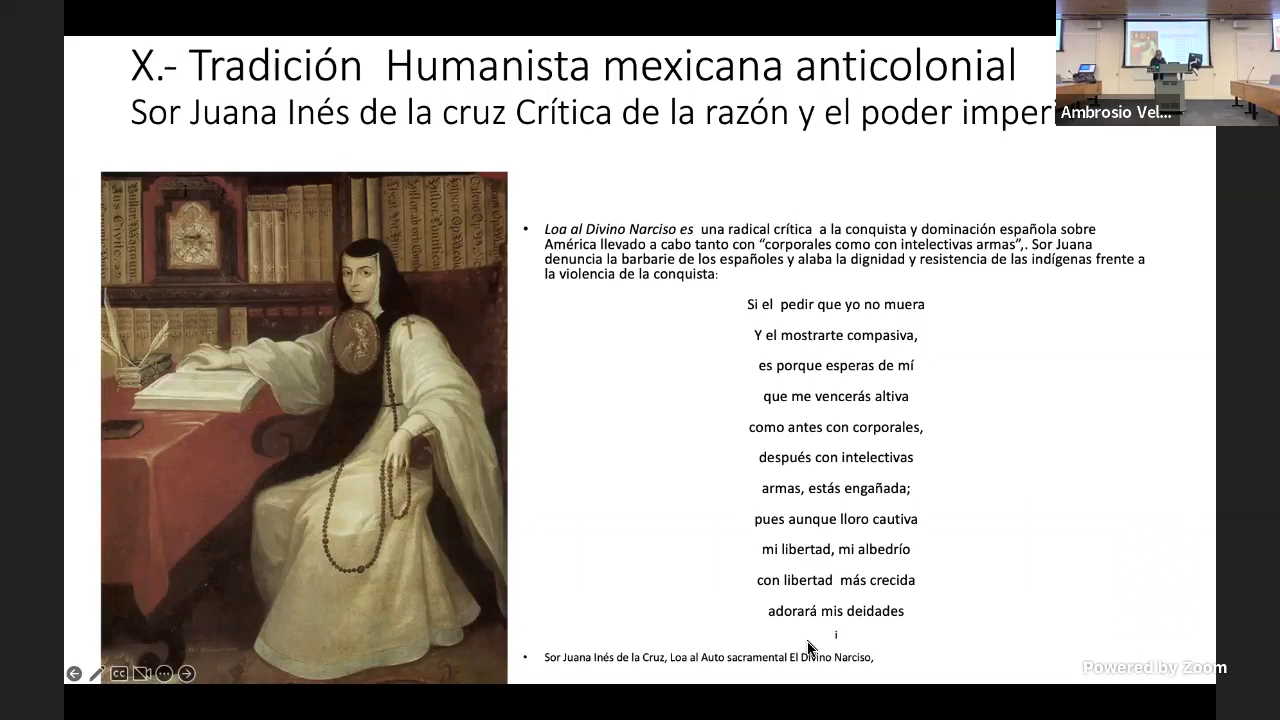 X.- Tradición Humanista mexicana anticolonial
Sor Juana Inés de la cruz Crítica de la razón y el poder imperi
Ambrosio Vel...
• Loa al Divino Narciso es una radical crítica a la conquista y dominación española sobre
América llevado a cabo tanto con “corporales como con intelectivas armas”,. Sor Juana
denuncia la barbarie de los españoles y alaba la dignidad y resistencia de las indígenas frente a
la violencia de la conquista:
Si el pedir que yo no muera
Y el mostrarte compasiva,
es porque esperas de mí
que me vencerás altiva
como antes con corporales,
después con intelectivas
armas, estás engañada;
pues aunque lloro cautiva
mi libertad, mi albedrío
con libertad más crecida
adorará mis deidades
i
• Sor Juana Inés de la Cruz, Loa al Auto sacramental El Divino Narciso,
CC
Powered by Zoom